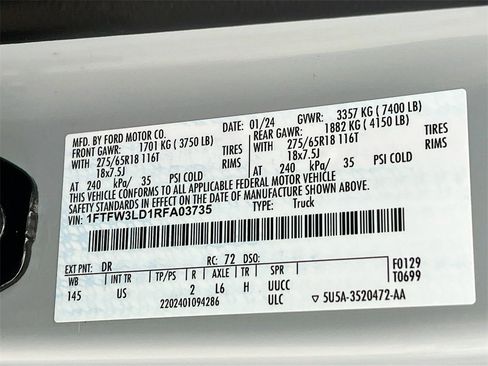 MFD. BY FORD MOTOR CO. DATE: 01/24 GVWR: 3357 KG ( 7400 LB)
FRONT GAWR: 1701 KG ( 3750 LB) REAR GAWR: 1882 KG ( 4150 LB)
WITH 275/65R18 116T TIRES WITH 275/65R18 116T TIRES
18x7.5J RIMS 18x7.5J RIMS
AT 240 kPa/ 35 PSI COLD AT 240 kPa/ 35 PSI COLD
THIS VEHICLE CONFORMS TO ALL APPLICABLE FEDERAL MOTOR VEHICLE
SAFETY AND BUMPER STANDARDS IN EFFECT ON THE DATE OF MANUFACTURE SHOWN ABOVE.
VIN: 1FTFW3LD1RFA03735 TYPE: Truck
EXT PNT: DR RC: 72 DSO: F0129
WB INT TR TP/PS R AXLE TR SPR T0699
145 US 2 L6 H UUCC
2202401094286 ULC ▽ 5U5A-3520472-AA